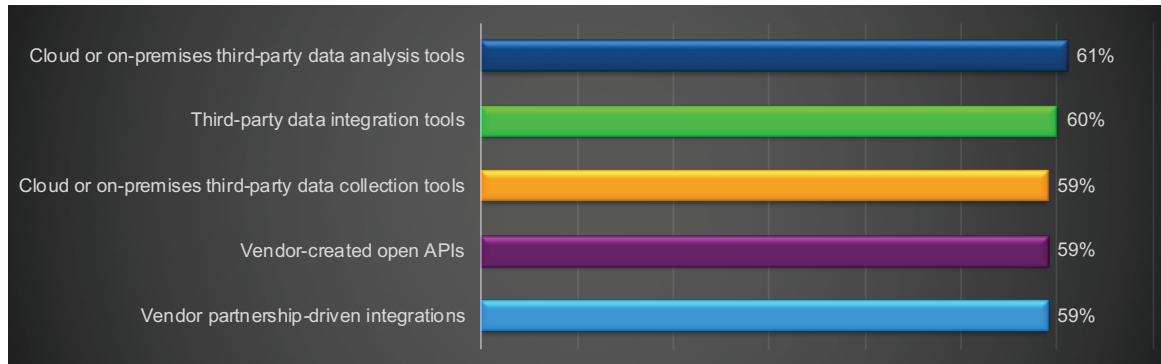 Cloud or on-premises third-party data analysis tools 61%
Third-party data integration tools 60%
Cloud or on-premises third-party data collection tools 59%
Vendor-created open APIs 59%
Vendor partnership-driven integrations 59%